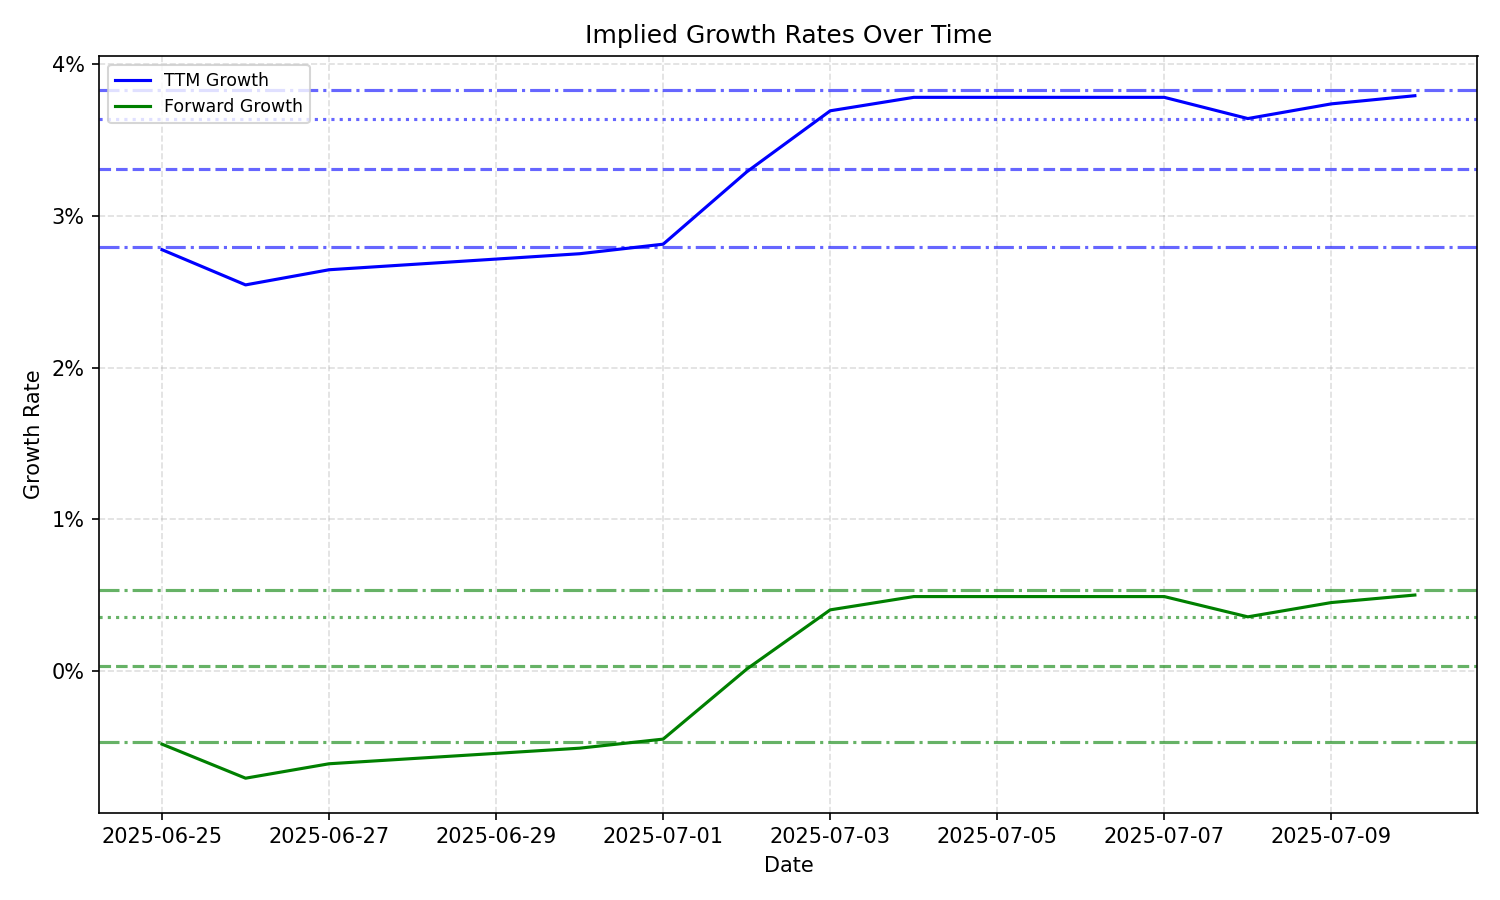 Implied Growth Rates Over Time
TTM Growth
Forward Growth
4%
3%
2%
1%
0%
Growth Rate
2025-06-25 2025-06-27 2025-06-29 2025-07-01 2025-07-03 2025-07-05 2025-07-07 2025-07-09
Date